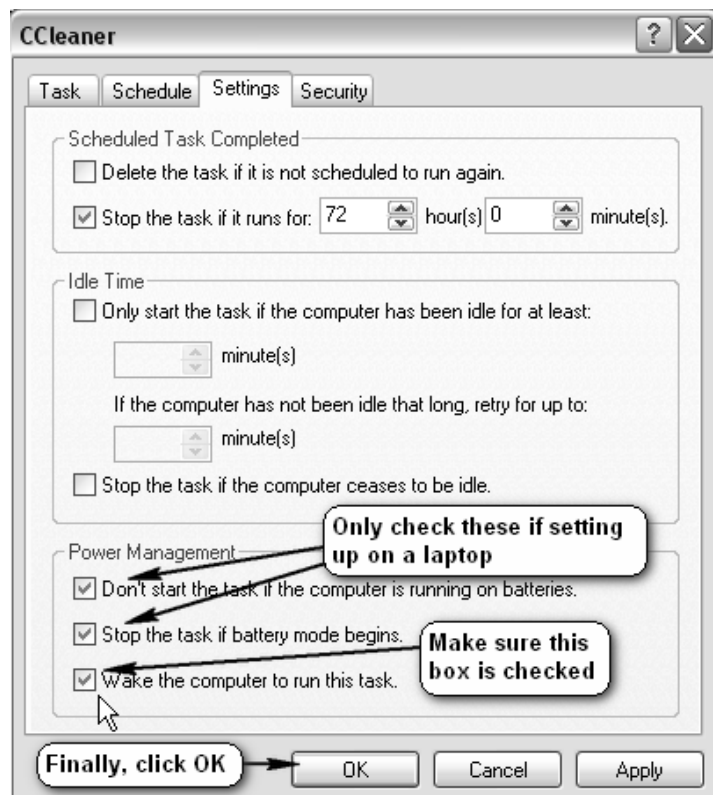 CCleaner
Task Schedule Settings Security
Scheduled Task Completed
Delete the task if it is not scheduled to run again.
Stop the task if it runs for: 72 hour(s) 0 minute(s).
Idle Time
Only start the task if the computer has been idle for at least:
minute(s)
If the computer has not been idle that long, retry for up to:
minute(s)
Stop the task if the computer ceases to be idle.
Only check these if setting
up on a laptop
Power Management
Don't start the task if the computer is running on batteries.
Stop the task if battery mode begins.
Make sure this
box is checked
Wake the computer to run this task.
Finally, click OK
OK Cancel Apply